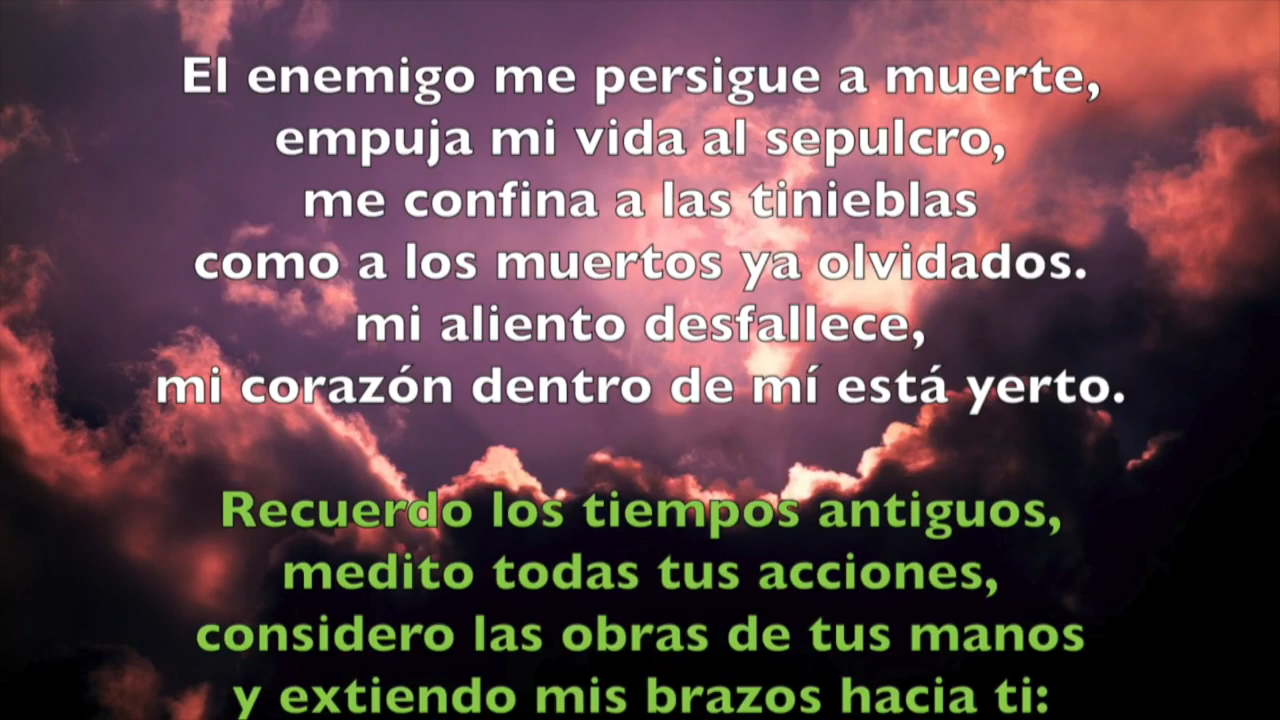 El enemigo me persigue a muerte,
empuja mi vida al sepulcro,
me confina a las tinieblas
como a los muertos ya olvidados.
mi aliento desfallece,
mi corazón dentro de mí está yerto.
Recuerdo los tiempos antiguos,
medito todas tus acciones,
considero las obras de tus manos
y extiendo mis brazos hacia ti: